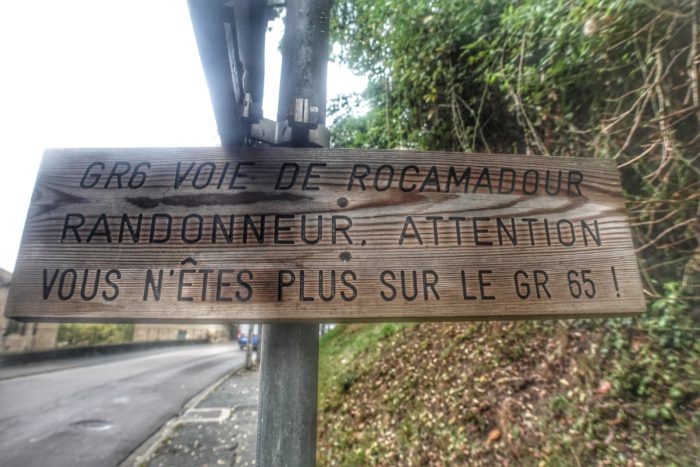 GR6 VOIE DE ROCAMADOUR
RANDONNEUR, ATTENTION
VOUS N'ÊTES PLUS SUR LE GR 65 !